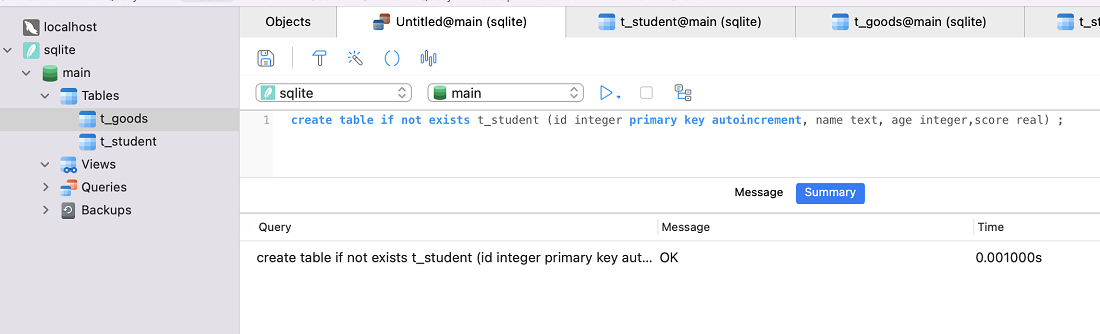 localhost
sqlite
main
Tables
t_goods
t_student
Views
Queries
Backups
Objects
Untitled@main (sqlite)
t_student@main (sqlite)
t_goods@main (sqlite)
t_st
sqlite
main
1 create table if not exists t_student (id integer primary key autoincrement, name text, age integer,score real) ;
Message Summary
Query Message Time
create table if not exists t_student (id integer primary key aut... OK 0.001000s